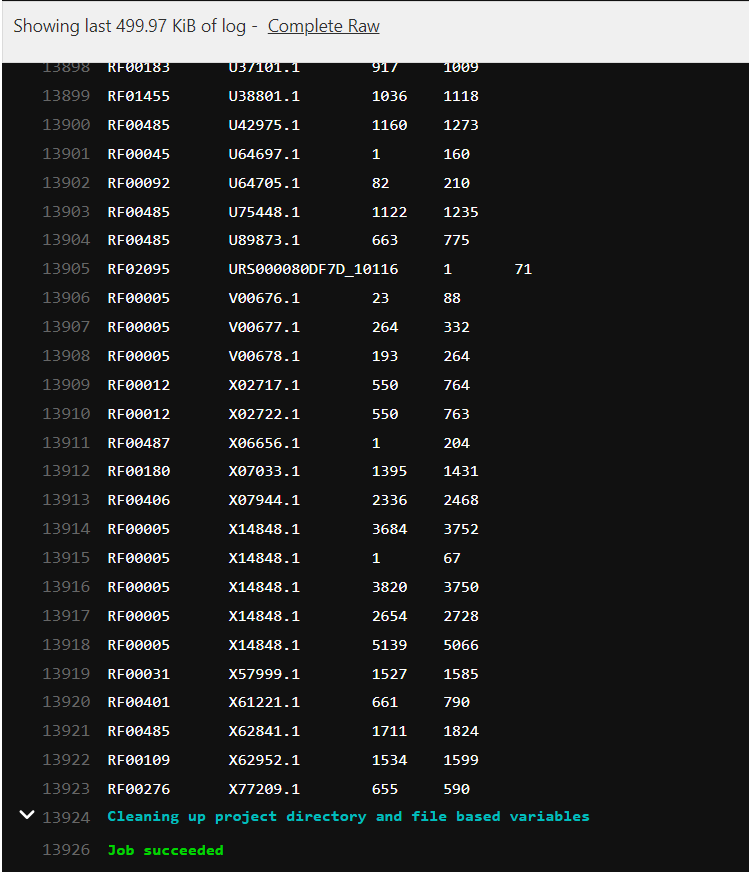 Showing last 499.97 KiB of log - Complete Raw
13898 RF00183 U37101.1 917 1009
13899 RF01455 U38801.1 1036 1118
13900 RF00485 U42975.1 1160 1273
13901 RF00045 U64697.1 1 160
13902 RF00092 U64705.1 82 210
13903 RF00485 U75448.1 1122 1235
13904 RF00485 U89873.1 663 775
13905 RF02095 URS000080DF7D_10116 1 71
13906 RF00005 V00676.1 23 88
13907 RF00005 V00677.1 264 332
13908 RF00005 V00678.1 193 264
13909 RF00012 X02717.1 550 764
13910 RF00012 X02722.1 550 763
13911 RF00487 X06656.1 1 204
13912 RF00180 X07033.1 1395 1431
13913 RF00406 X07944.1 2336 2468
13914 RF00005 X14848.1 3684 3752
13915 RF00005 X14848.1 1 67
13916 RF00005 X14848.1 3820 3750
13917 RF00005 X14848.1 2654 2728
13918 RF00005 X14848.1 5139 5066
13919 RF00031 X57999.1 1527 1585
13920 RF00401 X61221.1 661 790
13921 RF00485 X62841.1 1711 1824
13922 RF00109 X62952.1 1534 1599
13923 RF00276 X77209.1 655 590
13924 Cleaning up project directory and file based variables
13926 Job succeeded